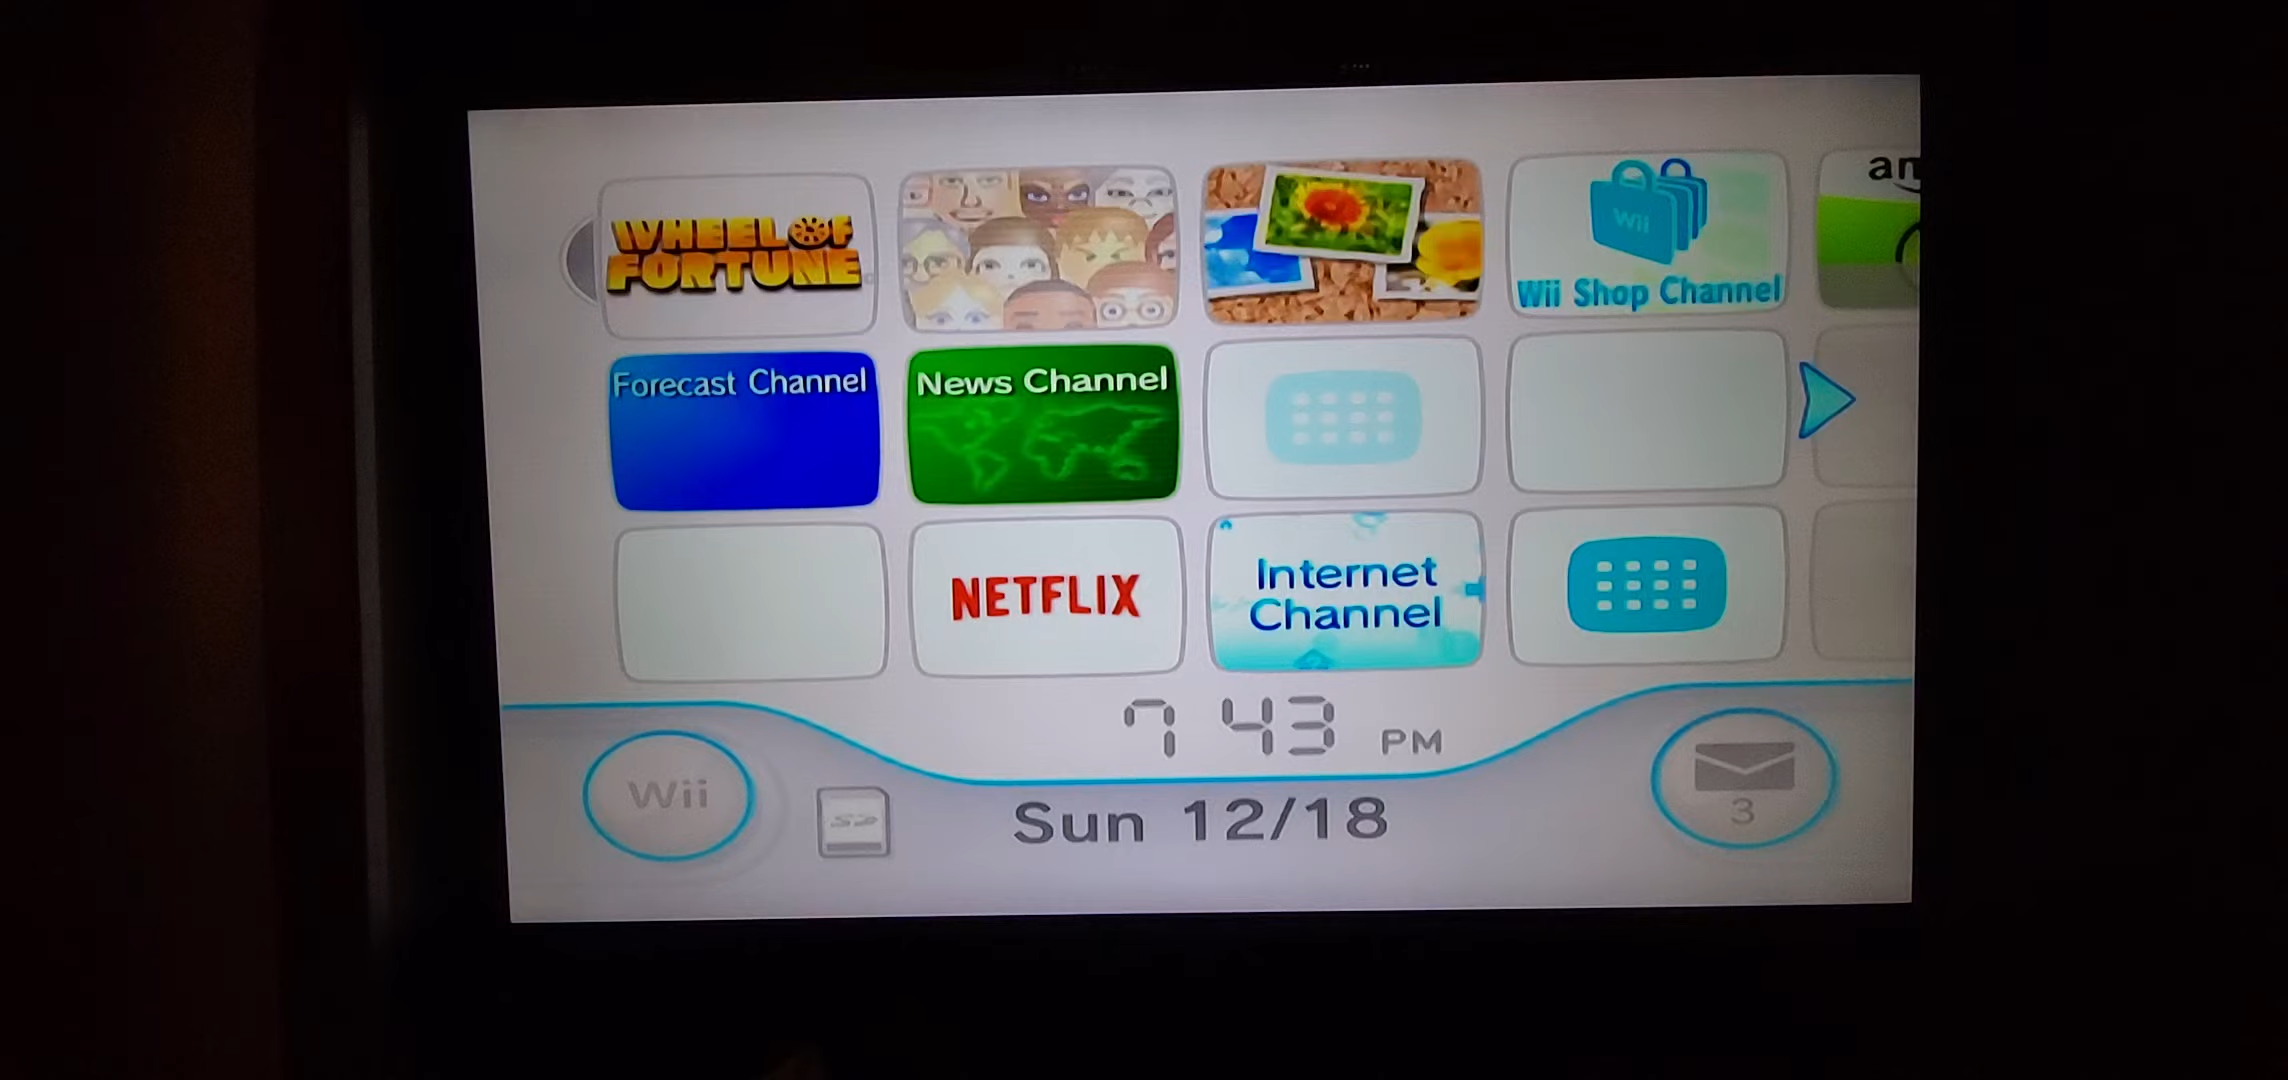 WHEEL OF
FORTUNE
Wii
Wii Shop Channel
Forecast Channel
News Channel
NETFLIX
Internet
Channel
7 43 PM
Wii
SD
Sun 12/18
3